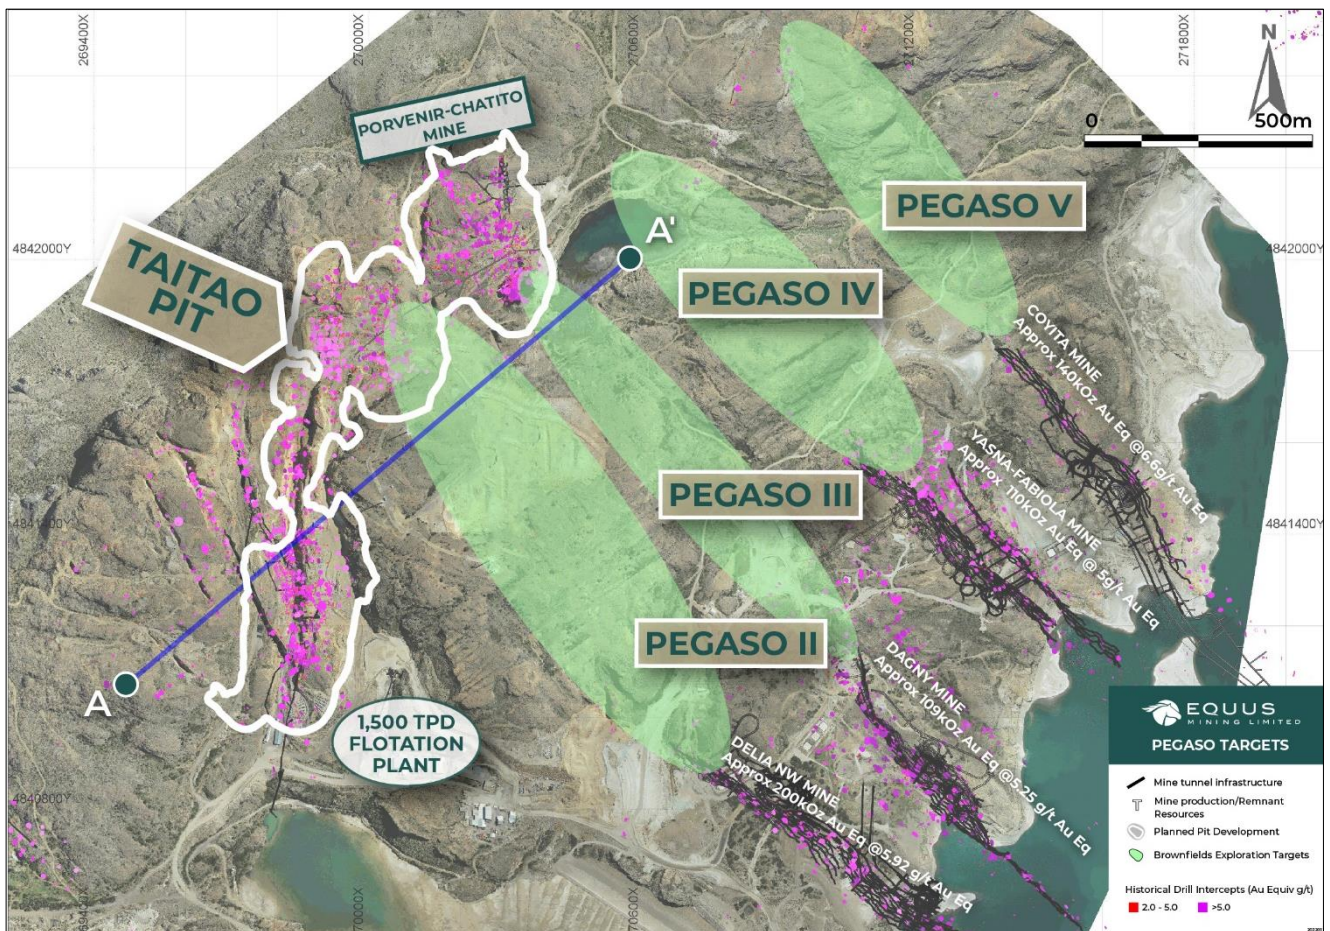 269400X
270000X
270600X
271200X
271800X
N
0 500m
PORVENIR-CHATITO
MINE
TAITAO
PIT
4842000Y
4842000Y
A'
PEGASO V
PEGASO IV
COYITA MINE
Approx 140kOz Au Eq @6.6g/t Au Eq
YASNA-FABIOLA MINE
Approx 110kOz Au Eq @ 5g/t Au Eq
PEGASO III
4841400Y
PEGASO II
DAGNY MINE
Approx 109kOz Au Eq @5.25 g/t Au Eq
A
1,500 TPD
FLOTATION
PLANT
DELIA NW MINE
Approx 200kOz Au Eq @5.92 g/t Au Eq
4840800Y
270000X
270600X
EQUUS
MINING LIMITED
PEGASO TARGETS
Mine tunnel infrastructure
Mine production/Remnant
Resources
Planned Pit Development
Brownfields Exploration Targets
Historical Drill Intercepts (Au Equiv g/t)
2.0 - 5.0 >5.0